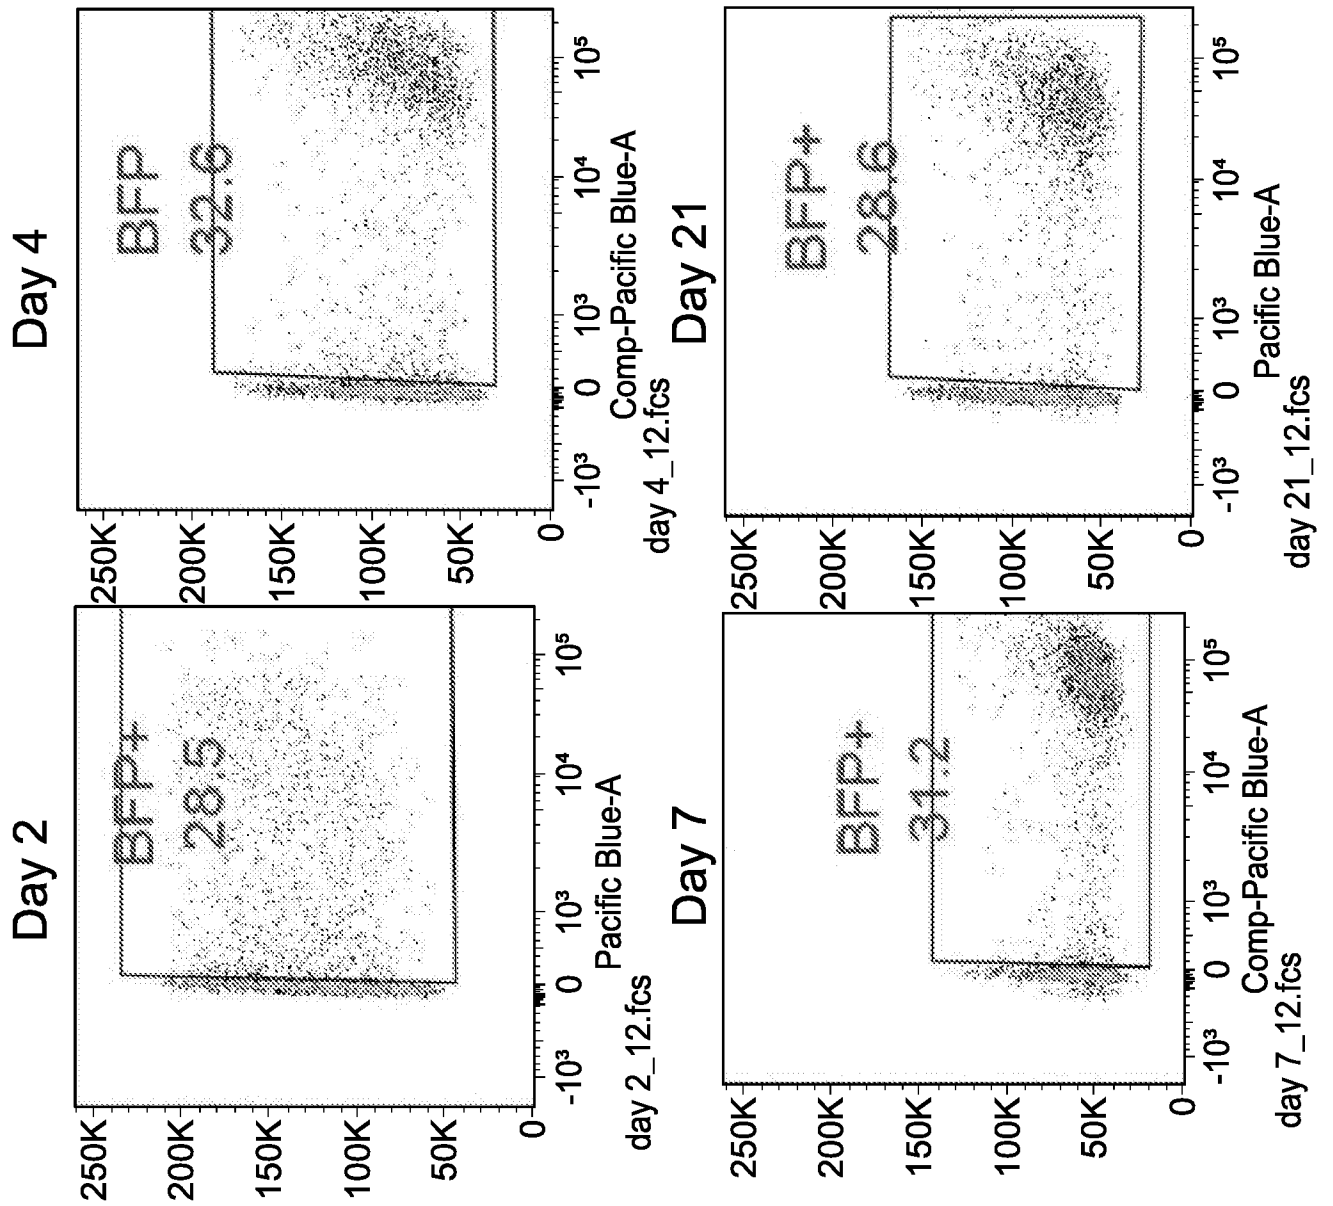 Day 2
BFP+
28.5
250K
200K
150K
100K
50K
0
-10³ 0 10³ 10⁴ 10⁵
Pacific Blue-A
day 2_12.fcs
Day 4
BFP
32.6
250K
200K
150K
100K
50K
0
-10³ 0 10³ 10⁴ 10⁵
Comp-Pacific Blue-A
day 4_12.fcs
Day 7
BFP+
31.2
250K
200K
150K
100K
50K
0
-10³ 0 10³ 10⁴ 10⁵
Comp-Pacific Blue-A
day 7_12.fcs
Day 21
BFP+
28.6
250K
200K
150K
100K
50K
0
-10³ 0 10³ 10⁴ 10⁵
Pacific Blue-A
day 21_12.fcs